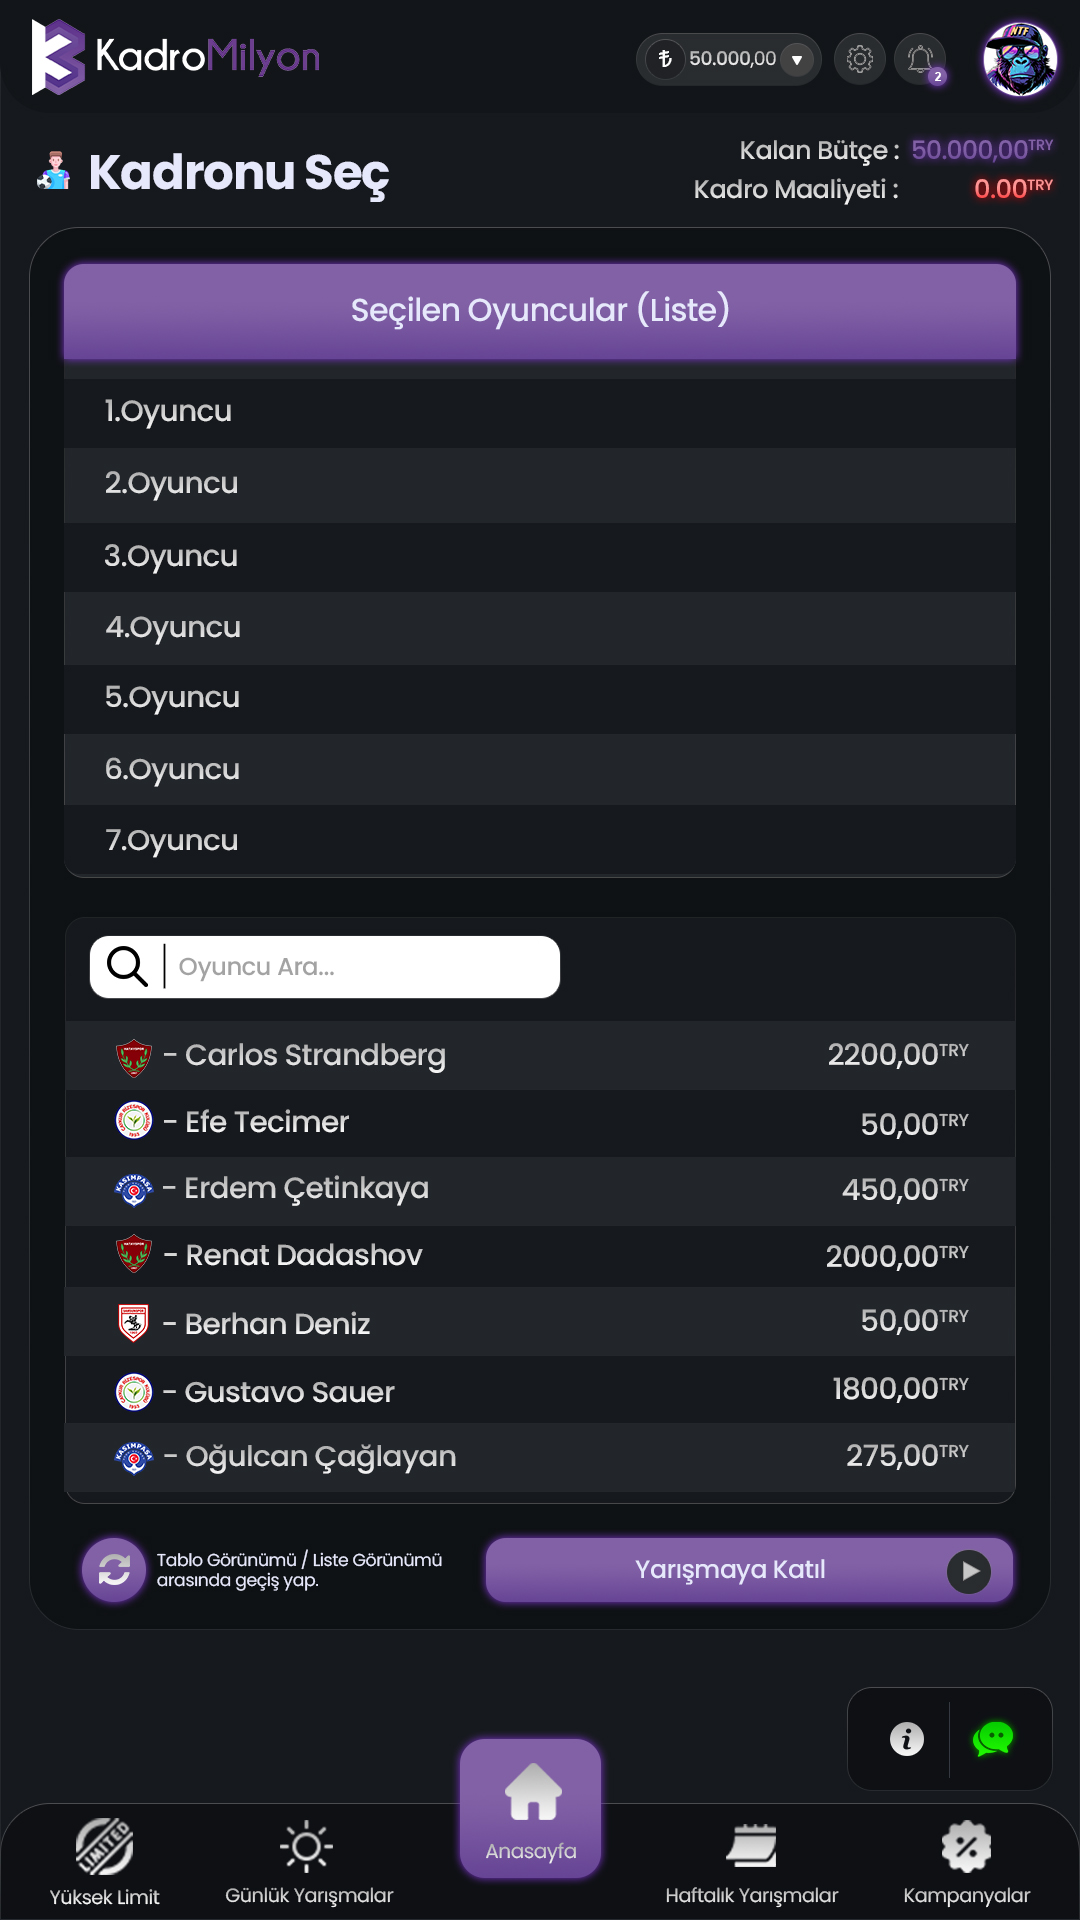 KadroMilyon
₺ 50.000,00 ▼
2
NTF
Kadronu Seç
Kalan Bütçe : 50.000,00TRY
Kadro Maaliyeti : 0.00TRY
Seçilen Oyuncular (Liste)
1.Oyuncu
2.Oyuncu
3.Oyuncu
4.Oyuncu
5.Oyuncu
6.Oyuncu
7.Oyuncu
Oyuncu Ara...
- Carlos Strandberg 2200,00TRY
- Efe Tecimer 50,00TRY
- Erdem Çetinkaya 450,00TRY
- Renat Dadashov 2000,00TRY
- Berhan Deniz 50,00TRY
- Gustavo Sauer 1800,00TRY
- Oğulcan Çağlayan 275,00TRY
Tablo Görünümü / Liste Görünümü
arasında geçiş yap.
Yarışmaya Katıl
LIMITED
Yüksek Limit
Günlük Yarışmalar
Anasayfa
Haftalık Yarışmalar
Kampanyalar